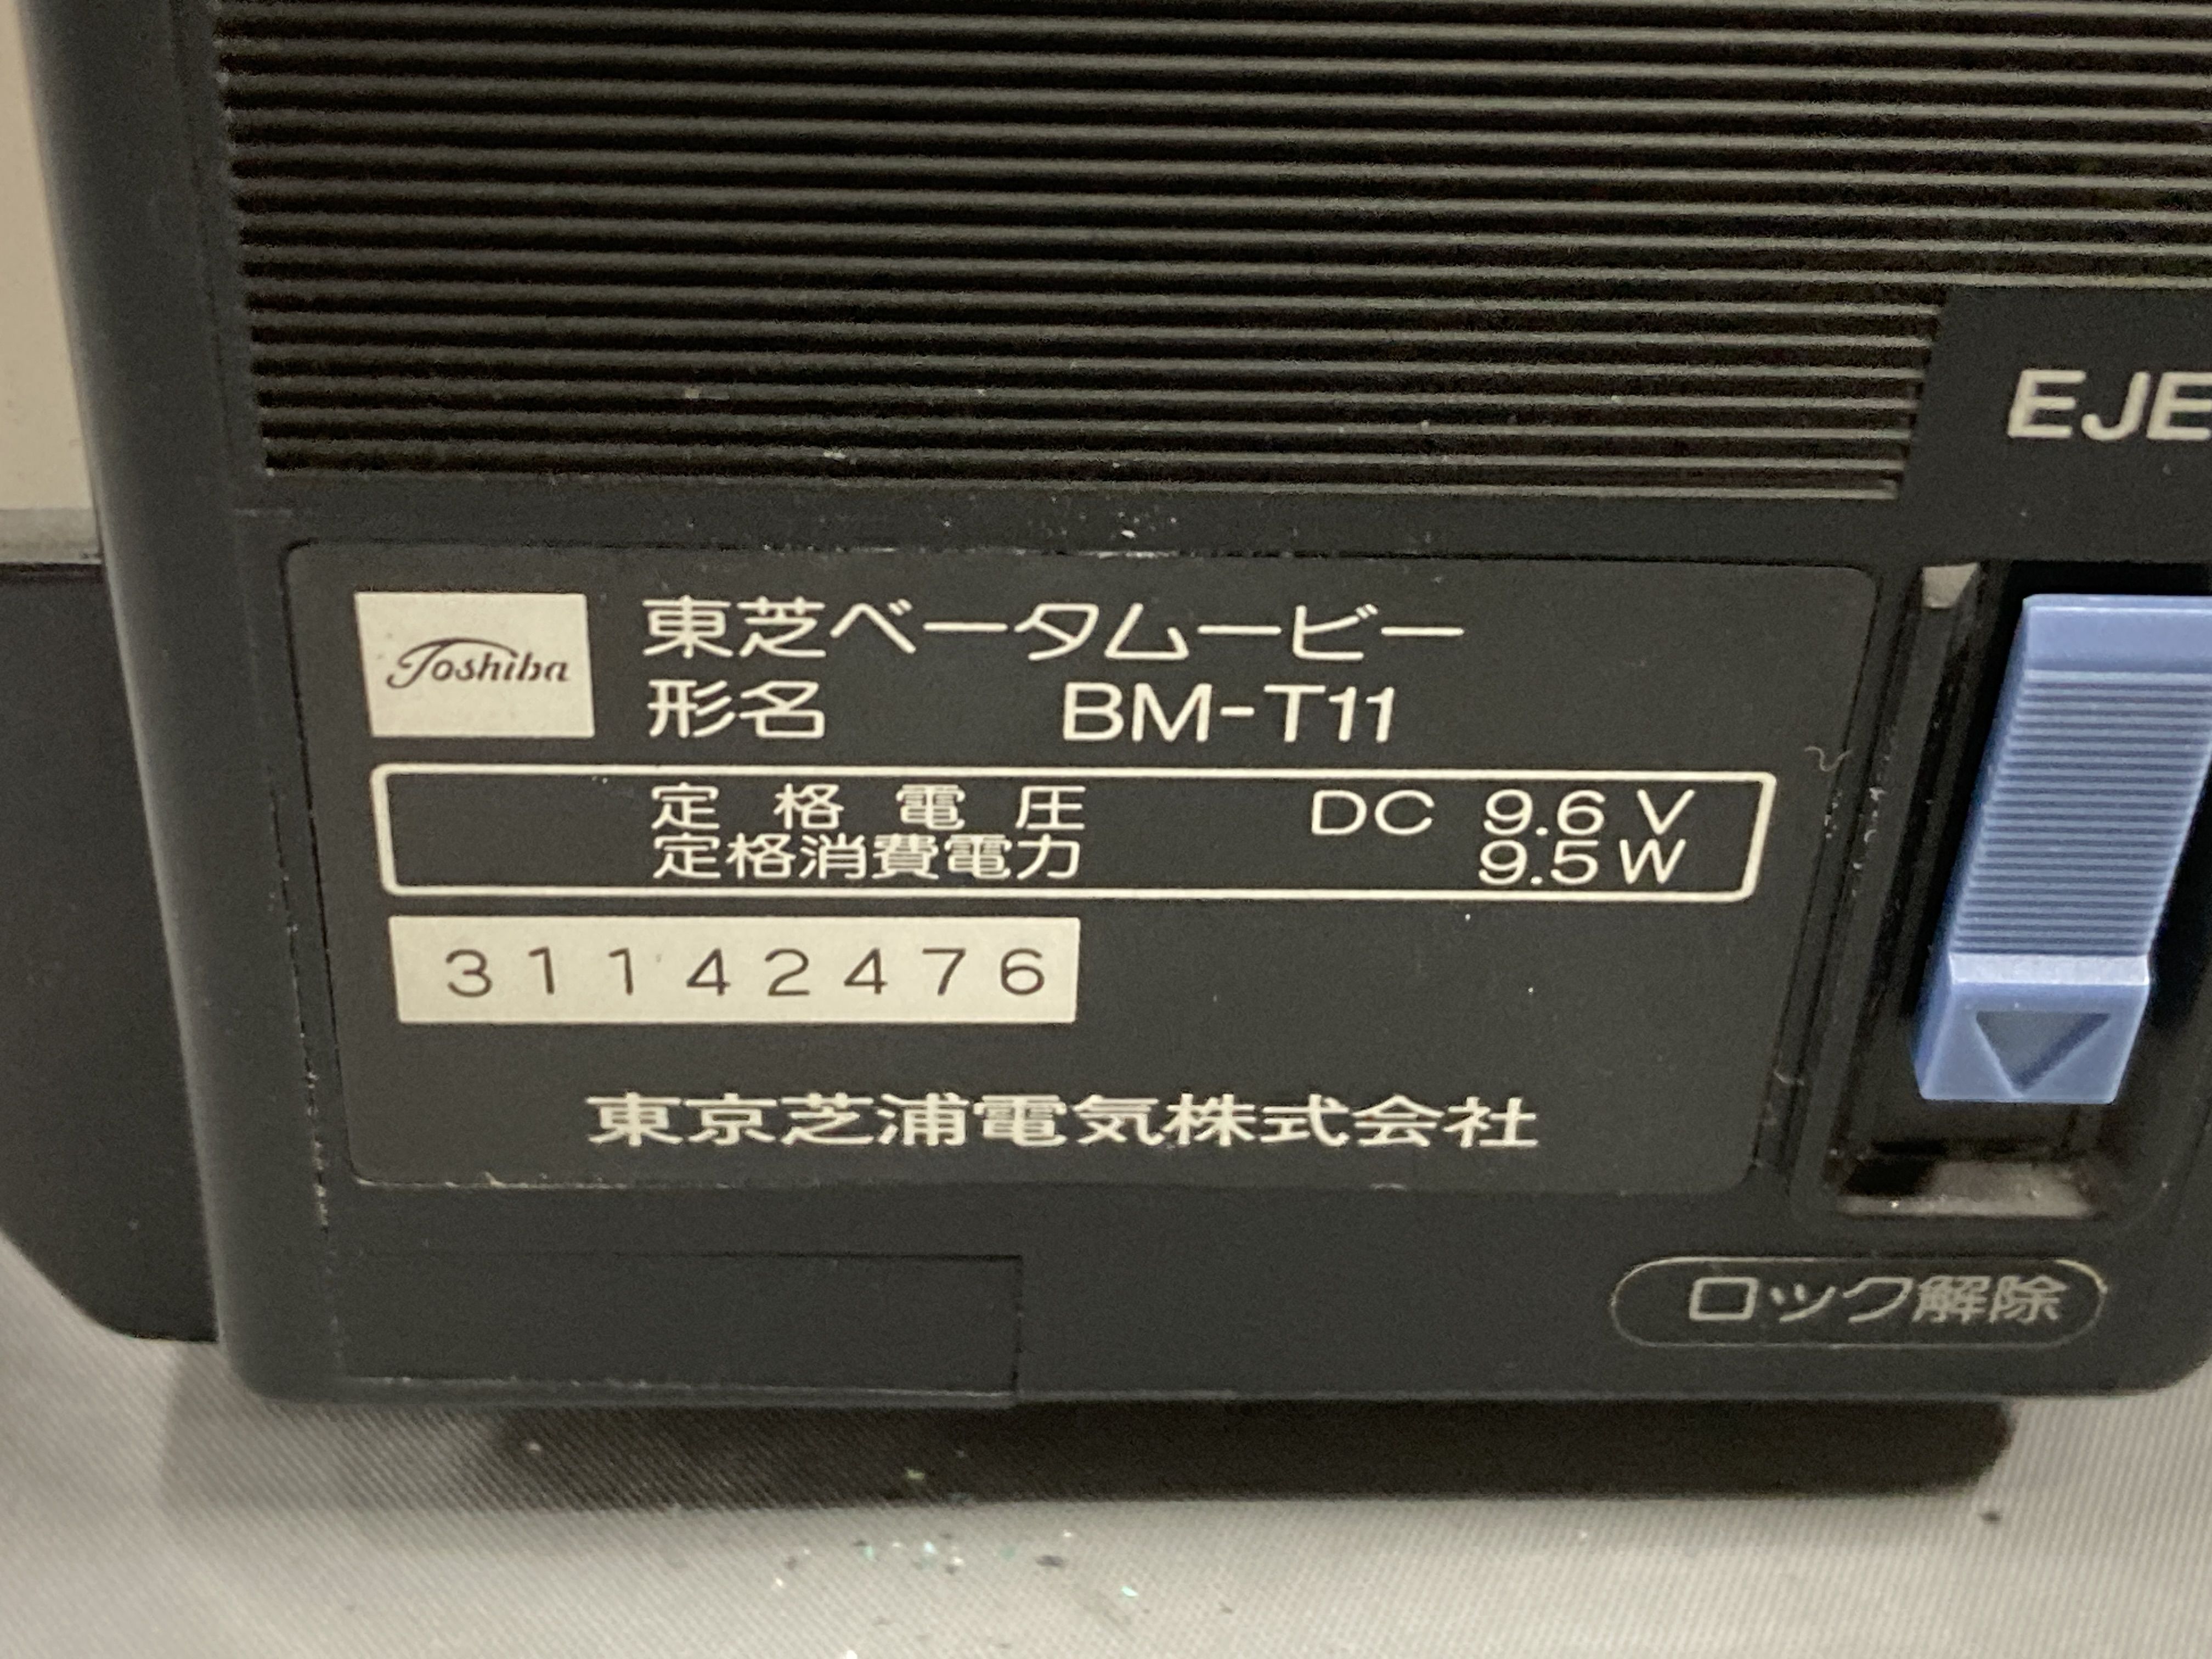 EJE
Toshiba
東芝ベータムービー
形名 BM-T11
定格電圧 DC 9.6 V
定格消費電力 9.5 W
31142476
東京芝浦電気株式会社
ロック解除